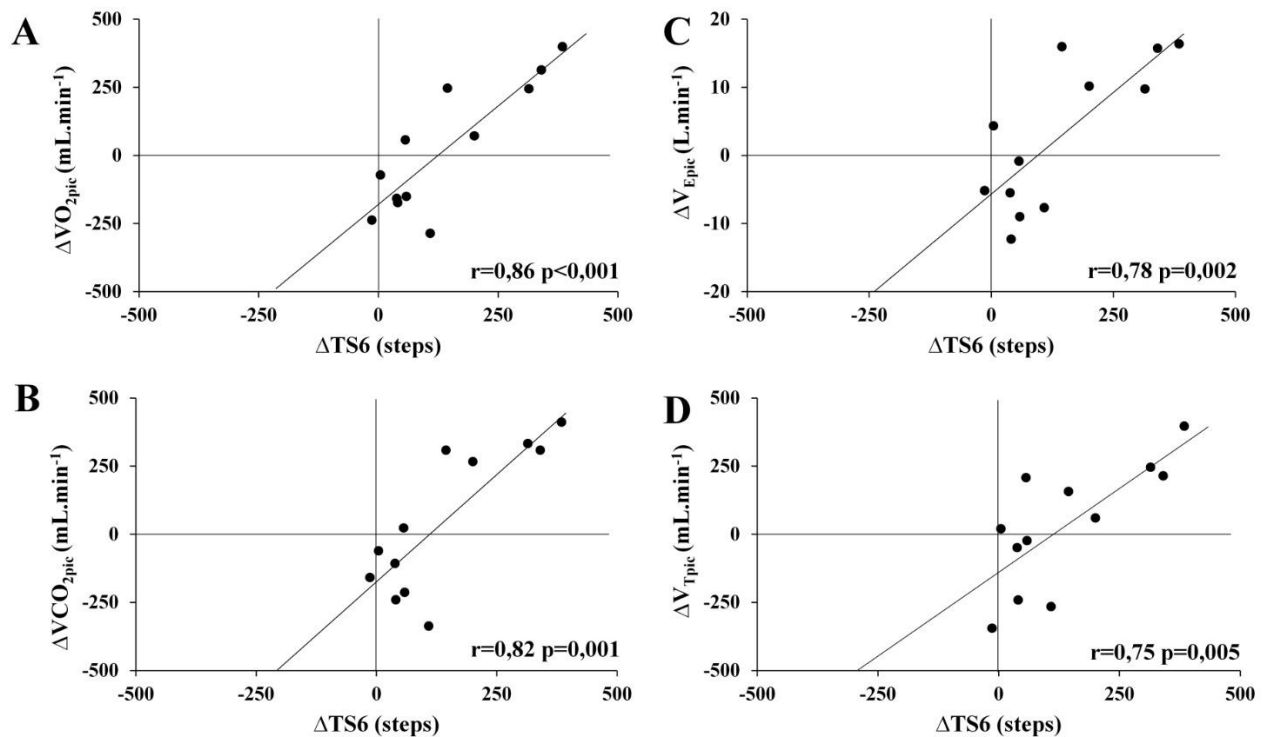 A
ΔVO2pic (mL.min-1)
500
250
0
-250
-500
r=0,86 p<0,001
-500
-250
0
250
500
ΔTS6 (steps)
C
ΔVEpic (L.min-1)
20
10
0
-10
-20
r=0,78 p=0,002
-500
-250
0
250
500
ΔTS6 (steps)
B
ΔVCO2pic (mL.min-1)
500
250
0
-250
-500
r=0,82 p=0,001
-500
-250
0
250
500
ΔTS6 (steps)
D
ΔVTpic (mL.min-1)
500
250
0
-250
-500
r=0,75 p=0,005
-500
-250
0
250
500
ΔTS6 (steps)